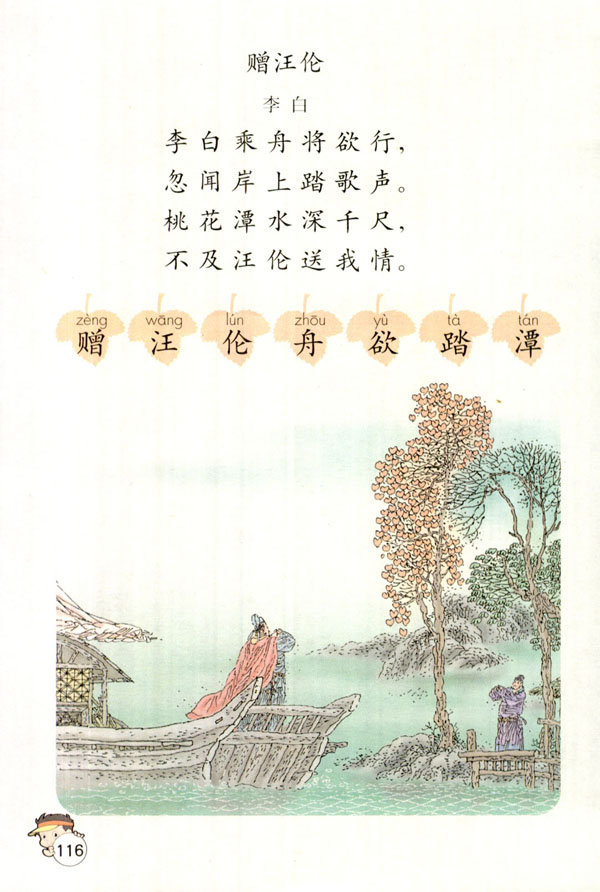 赠汪伦
李白
李白乘舟将欲行，
忽闻岸上踏歌声。
桃花潭水深千尺，
不及汪伦送我情。
zèng wāng lún zhōu yù tà tán
赠 汪 伦 舟 欲 踏 潭
116